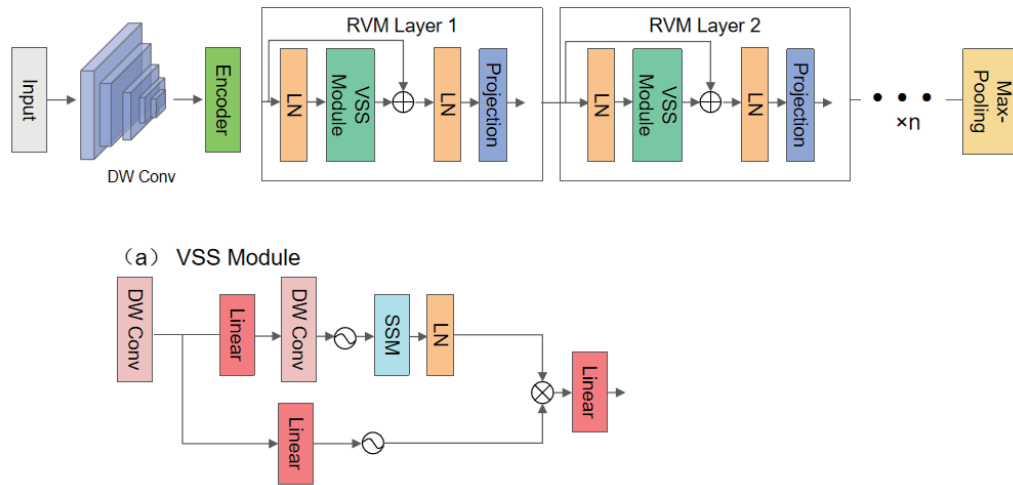 RVM Layer 1
RVM Layer 2
Input
DW Conv
Encoder
LN
VSS
Module
LN
Projection
LN
VSS
Module
LN
Projection
• • •
×n
Max-
Pooling
（a） VSS Module
DW Conv
Linear
DW Conv
SSM
LN
Linear
Linear